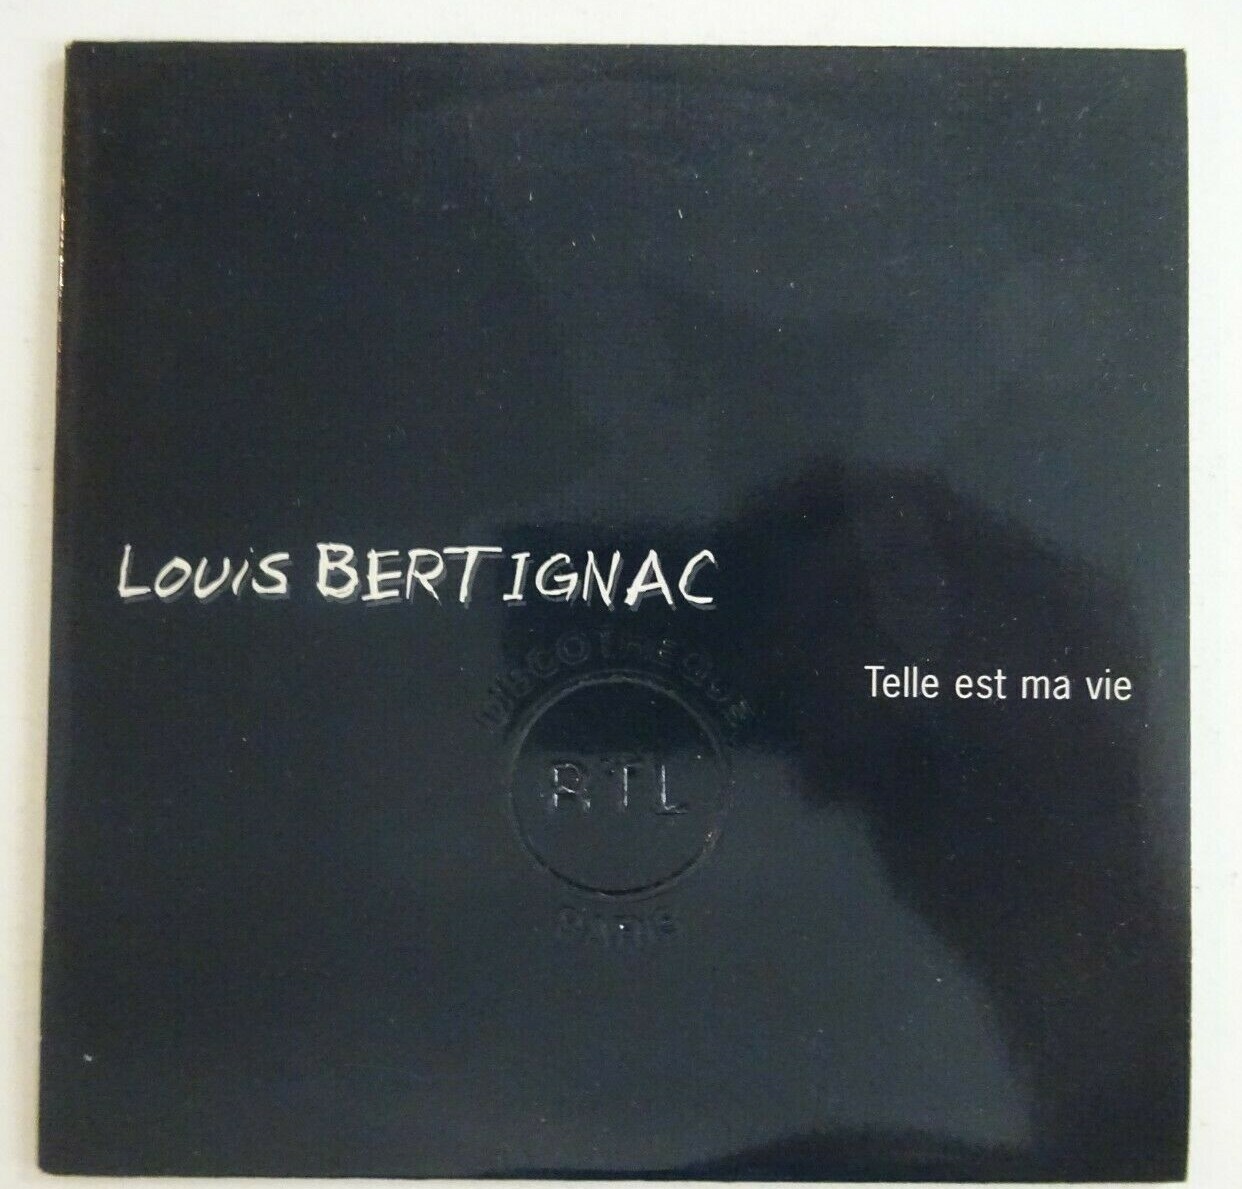 Louis BERTIGNAC
Telle est ma vie
DISCOTHEQUE
RTL
PARIS